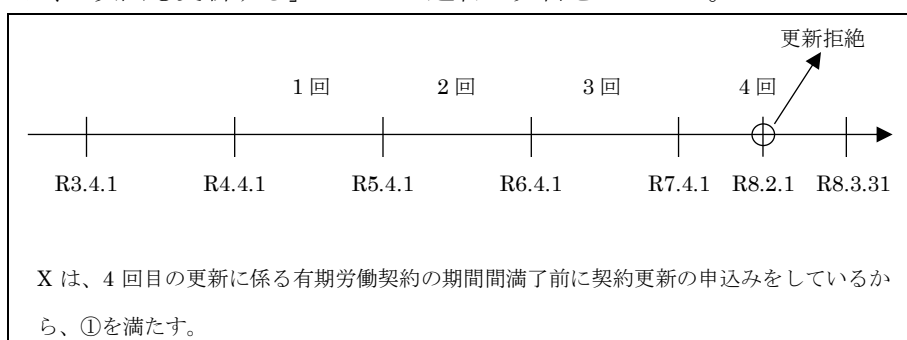 更新拒絶
1 回 2 回 3 回 4 回
R3.4.1 R4.4.1 R5.4.1 R6.4.1 R7.4.1 R8.2.1 R8.3.31
X は、4 回目の更新に係る有期労働契約の期間間満了前に契約更新の申込みをしているか
ら、①を満たす。